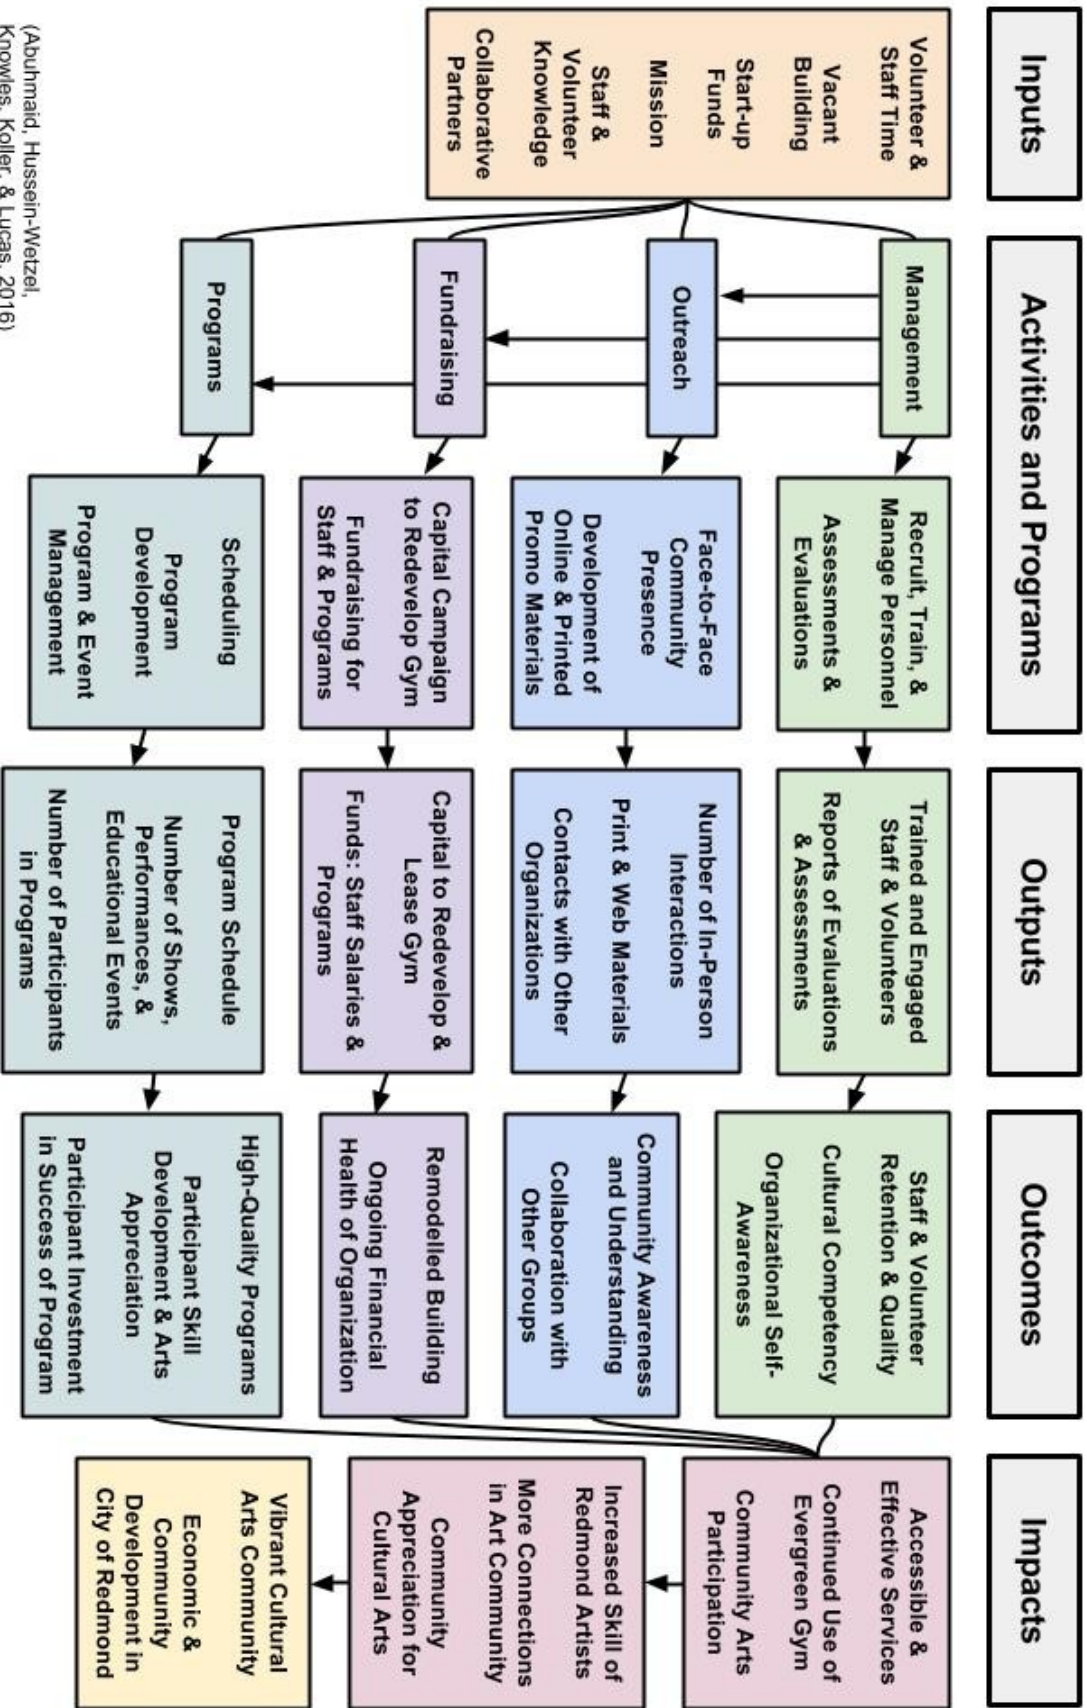 Inputs
Activities and Programs
Outputs
Outcomes
Impacts
Volunteer &
Staff Time
Vacant
Building
Start-up
Funds
Mission
Staff &
Volunteer
Knowledge
Collaborative
Partners
Management
Recruit, Train, &
Manage Personnel
Assessments &
Evaluations
Trained and Engaged
Staff & Volunteers
Reports of Evaluations
& Assessments
Staff & Volunteer
Retention & Quality
Cultural Competency
Organizational Self-
Awareness
Outreach
Face-to-Face
Community
Presence
Development of
Online & Printed
Promo Materials
Number of In-Person
Interactions
Print & Web Materials
Contacts with Other
Organizations
Community Awareness
and Understanding
Collaboration with
Other Groups
Fundraising
Capital Campaign
to Redevelop Gym
Fundraising for
Staff & Programs
Capital to Redevelop &
Lease Gym
Funds: Staff Salaries &
Programs
Remodelled Building
Ongoing Financial
Health of Organization
Programs
Scheduling
Program
Development
Program & Event
Management
Program Schedule
Number of Shows,
Performances, &
Educational Events
Number of Participants
in Programs
High-Quality Programs
Participant Skill
Development & Arts
Appreciation
Participant Investment
in Success of Program
Accessible &
Effective Services
Continued Use of
Evergreen Gym
Community Arts
Participation
Increased Skill of
Redmond Artists
More Connections
in Art Community
Community
Appreciation for
Cultural Arts
Vibrant Cultural
Arts Community
Economic &
Community
Development in
City of Redmond
(Abuhmaid, Hussein-Wetzel,
Knowles, Koller, & Lucas, 2016)